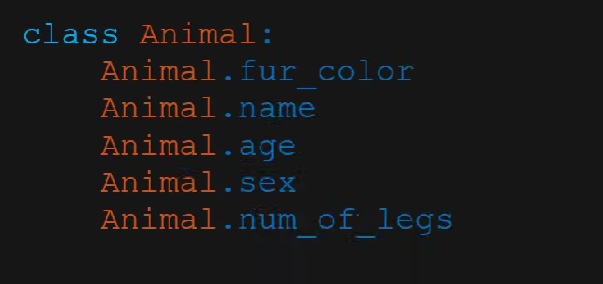 class Animal:
    Animal.fur_color
    Animal.name
    Animal.age
    Animal.sex
    Animal.num_of_legs